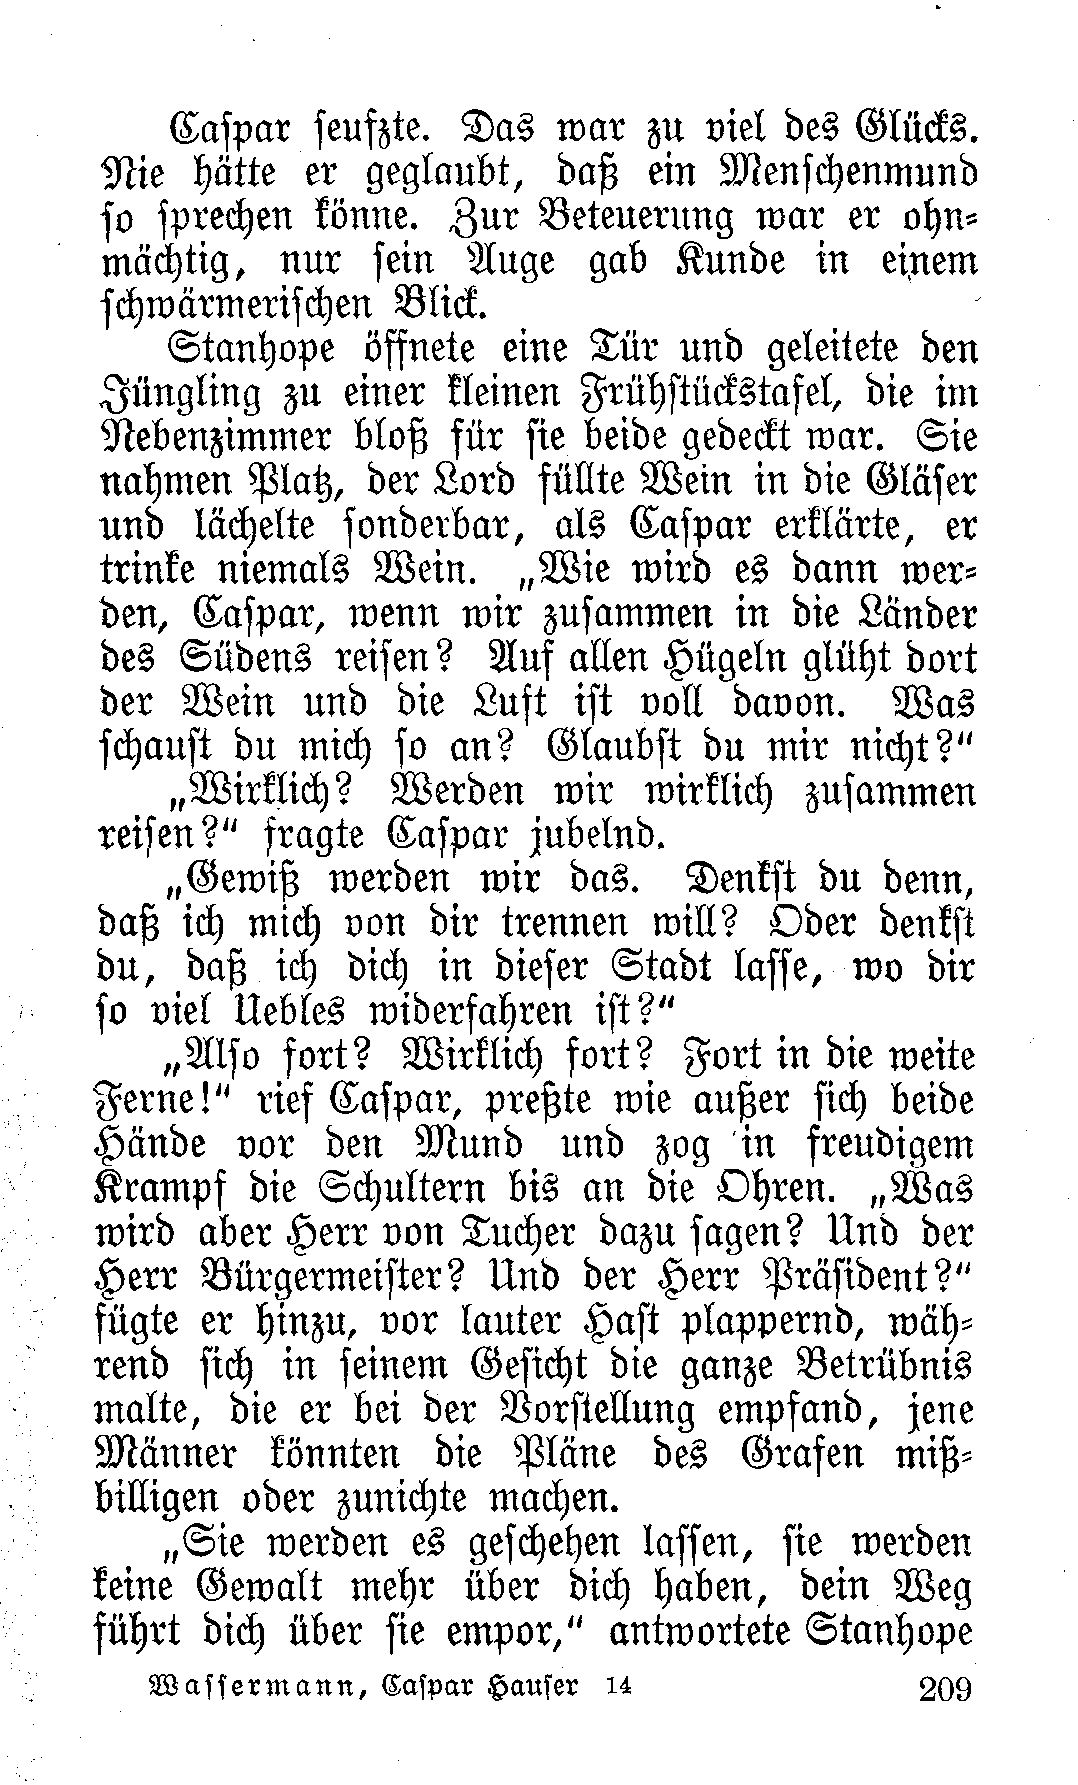 Caspar seufzte. Das war zu viel des Glücks.
Nie hätte er geglaubt, daß ein Menschenmund
so sprechen könne. Zur Beteuerung war er ohn-
mächtig, nur sein Auge gab Kunde in einem
schwärmerischen Blick.
Stanhope öffnete eine Tür und geleitete den
Jüngling zu einer kleinen Frühstückstafel, die im
Nebenzimmer bloß für sie beide gedeckt war. Sie
nahmen Platz, der Lord füllte Wein in die Gläser
und lächelte sonderbar, als Caspar erklärte, er
trinke niemals Wein. „Wie wird es dann wer-
den, Caspar, wenn wir zusammen in die Länder
des Südens reisen? Auf allen Hügeln glüht dort
der Wein und die Luft ist voll davon. Was
schaust du mich so an? Glaubst du mir nicht?“
„Wirklich? Werden wir wirklich zusammen
reisen?“ fragte Caspar jubelnd.
„Gewiß werden wir das. Denkst du denn,
daß ich mich von dir trennen will? Oder denkst
du, daß ich dich in dieser Stadt lasse, wo dir
so viel Uebles widerfahren ist?“
„Also fort? Wirklich fort? Fort in die weite
Ferne!“ rief Caspar, preßte wie außer sich beide
Hände vor den Mund und zog in freudigem
Krampf die Schultern bis an die Ohren. „Was
wird aber Herr von Tucher dazu sagen? Und der
Herr Bürgermeister? Und der Herr Präsident?“
fügte er hinzu, vor lauter Hast plappernd, wäh-
rend sich in seinem Gesicht die ganze Betrübnis
malte, die er bei der Vorstellung empfand, jene
Männer könnten die Pläne des Grafen miß-
billigen oder zunichte machen.
„Sie werden es geschehen lassen, sie werden
keine Gewalt mehr über dich haben, dein Weg
führt dich über sie empor,“ antwortete Stanhope
Wassermann, Caspar Hauser 14 209